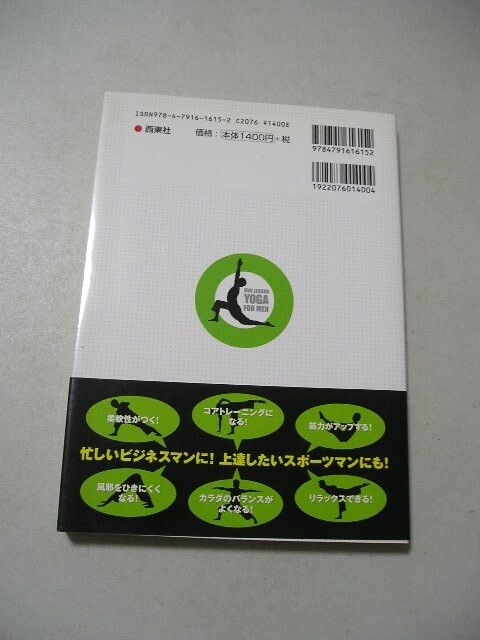 ISBN978-4-7916-1615-2 C2076 ¥1400E
西東社
価格：本体1400円+税
9784791616152
1922076014004
DVD LESSON
YOGA
FOR MEN
柔軟性がつく！
コアトレーニングに
なる！
筋力がアップする！
忙しいビジネスマンに！上達したいスポーツマンにも！
風邪をひきにくく
なる！
カラダのバランスが
よくなる！
リラックスできる！